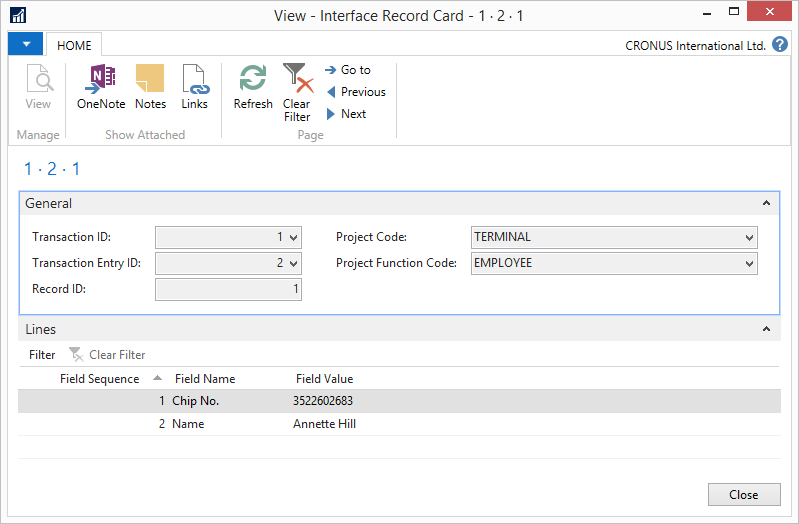 View - Interface Record Card - 1 · 2 · 1
HOME
CRONUS International Ltd.
?
View
OneNote
Notes
Links
Refresh
Clear
Filter
Go to
Previous
Next
Manage
Show Attached
Page
1 · 2 · 1
General
Transaction ID: 1
Project Code: TERMINAL
Transaction Entry ID: 2
Project Function Code: EMPLOYEE
Record ID: 1
Lines
Filter Clear Filter
Field Sequence Field Name Field Value
1 Chip No. 3522602683
2 Name Annette Hill
Close